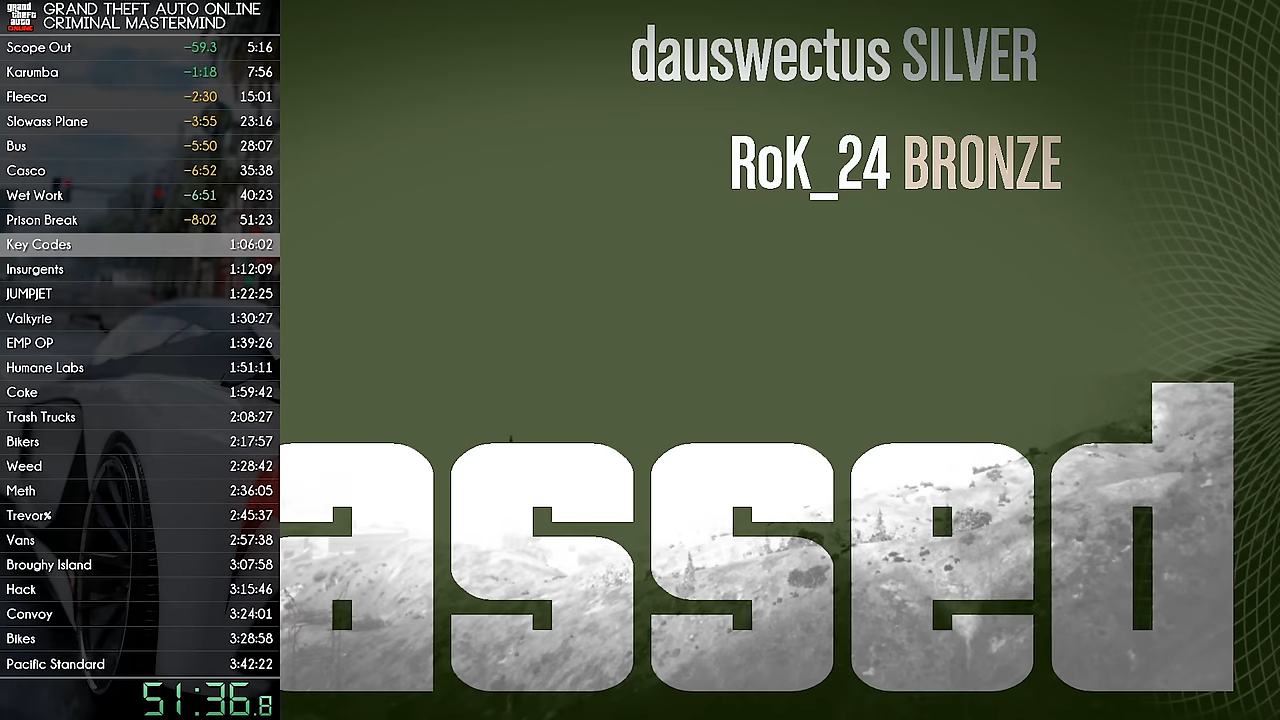 grand
theft
auto
ONLINE
GRAND THEFT AUTO ONLINE
CRIMINAL MASTERMIND
Scope Out -59.3 5:16
Karumba -1:18 7:56
Fleeca -2:30 15:01
Slowass Plane -3:55 23:16
Bus -5:50 28:07
Casco -6:52 35:38
Wet Work -6:51 40:23
Prison Break -8:02 51:23
Key Codes 1:06:02
Insurgents 1:12:09
JUMPJET 1:22:25
Valkyrie 1:30:27
EMP OP 1:39:26
Humane Labs 1:51:11
Coke 1:59:42
Trash Trucks 2:08:27
Bikers 2:17:57
Weed 2:28:42
Meth 2:36:05
Trevor% 2:45:37
Vans 2:57:38
Broughy Island 3:07:58
Hack 3:15:46
Convoy 3:24:01
Bikes 3:28:58
Pacific Standard 3:42:22
51:36.8
dauswectus SILVER
RoK_24 BRONZE
assed